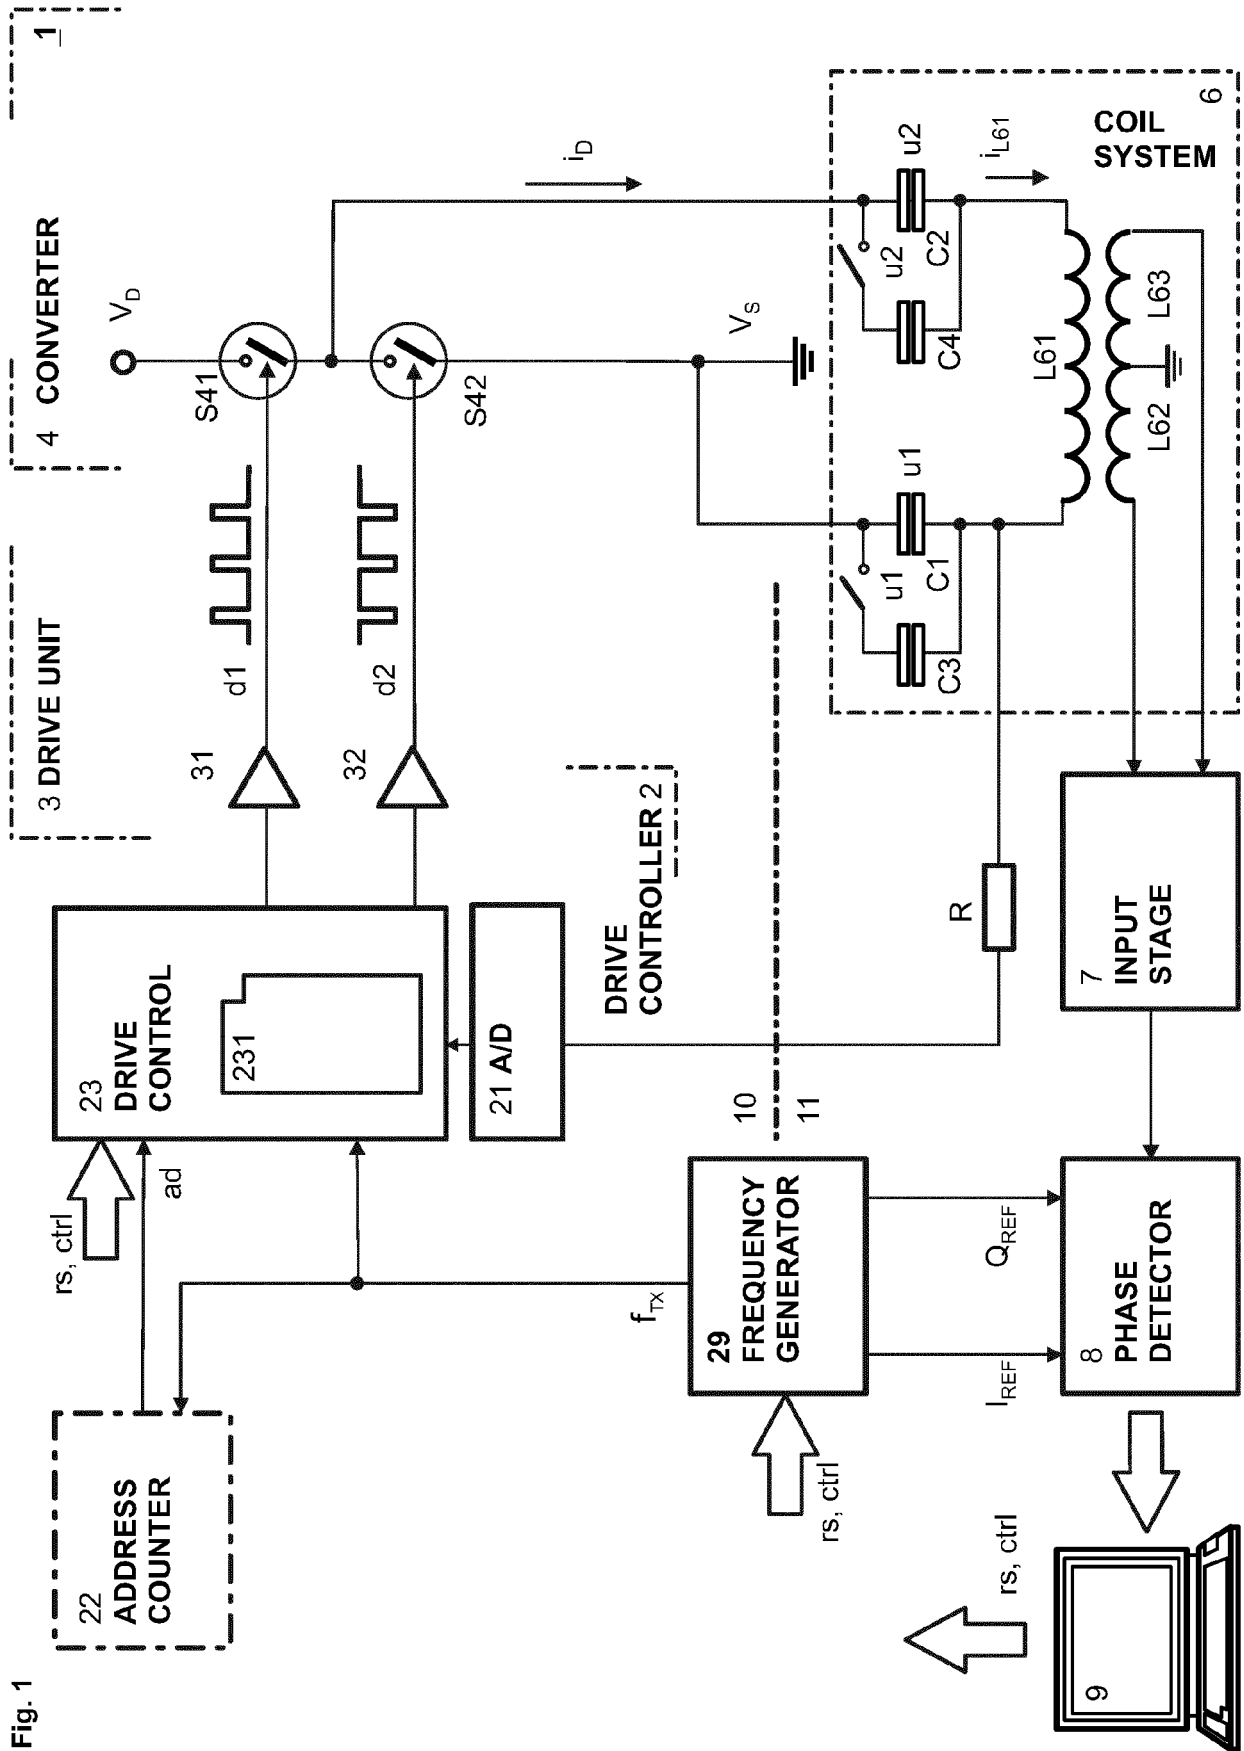 Fig. 1
1
3 DRIVE UNIT
4 CONVERTER
22
ADDRESS
COUNTER
rs, ctrl
ad
23
DRIVE
CONTROL
231
31
d1
32
d2
S41
S42
V_D
i_D
21 A/D
DRIVE
CONTROLLER 2
f_TX
10
11
V_S
29
FREQUENCY
GENERATOR
rs, ctrl
I_REF
Q_REF
R
u1
u1
C3
C1
u2
u2
C4
C2
i_L61
COIL
SYSTEM
6
L61
L62
L63
rs, ctrl
9
8
PHASE
DETECTOR
7
INPUT
STAGE